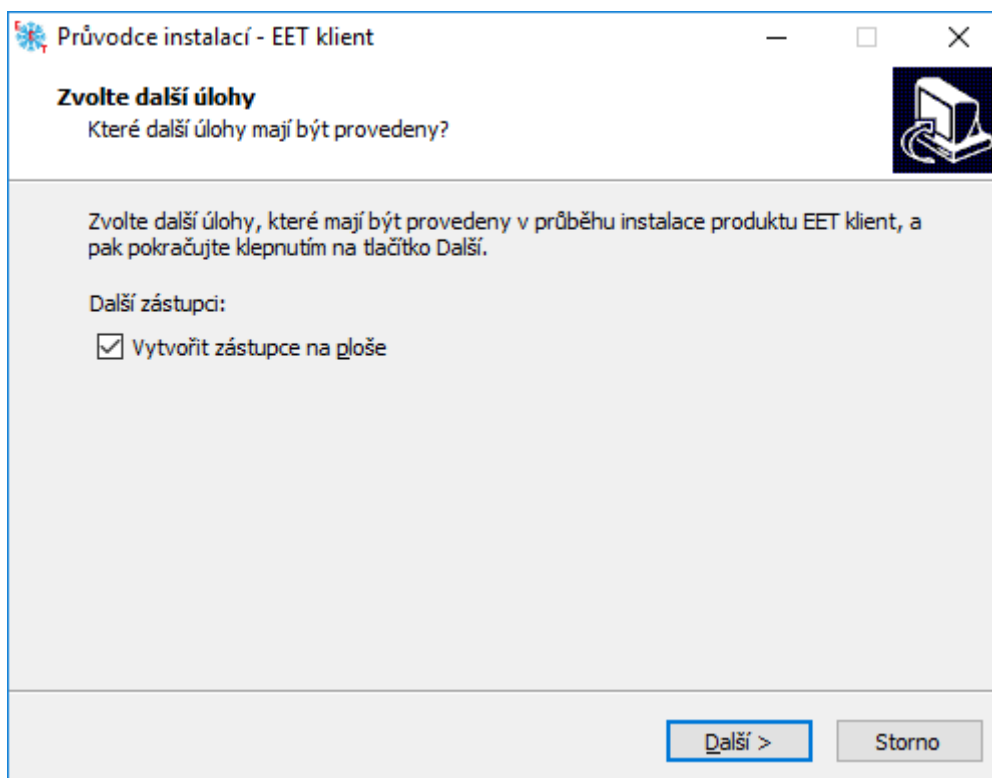 Průvodce instalací - EET klient
Zvolte další úlohy
Které další úlohy mají být provedeny?
Zvolte další úlohy, které mají být provedeny v průběhu instalace produktu EET klient, a
pak pokračujte klepnutím na tlačítko Další.
Další zástupci:
Vytvořit zástupce na ploše
Další >
Storno